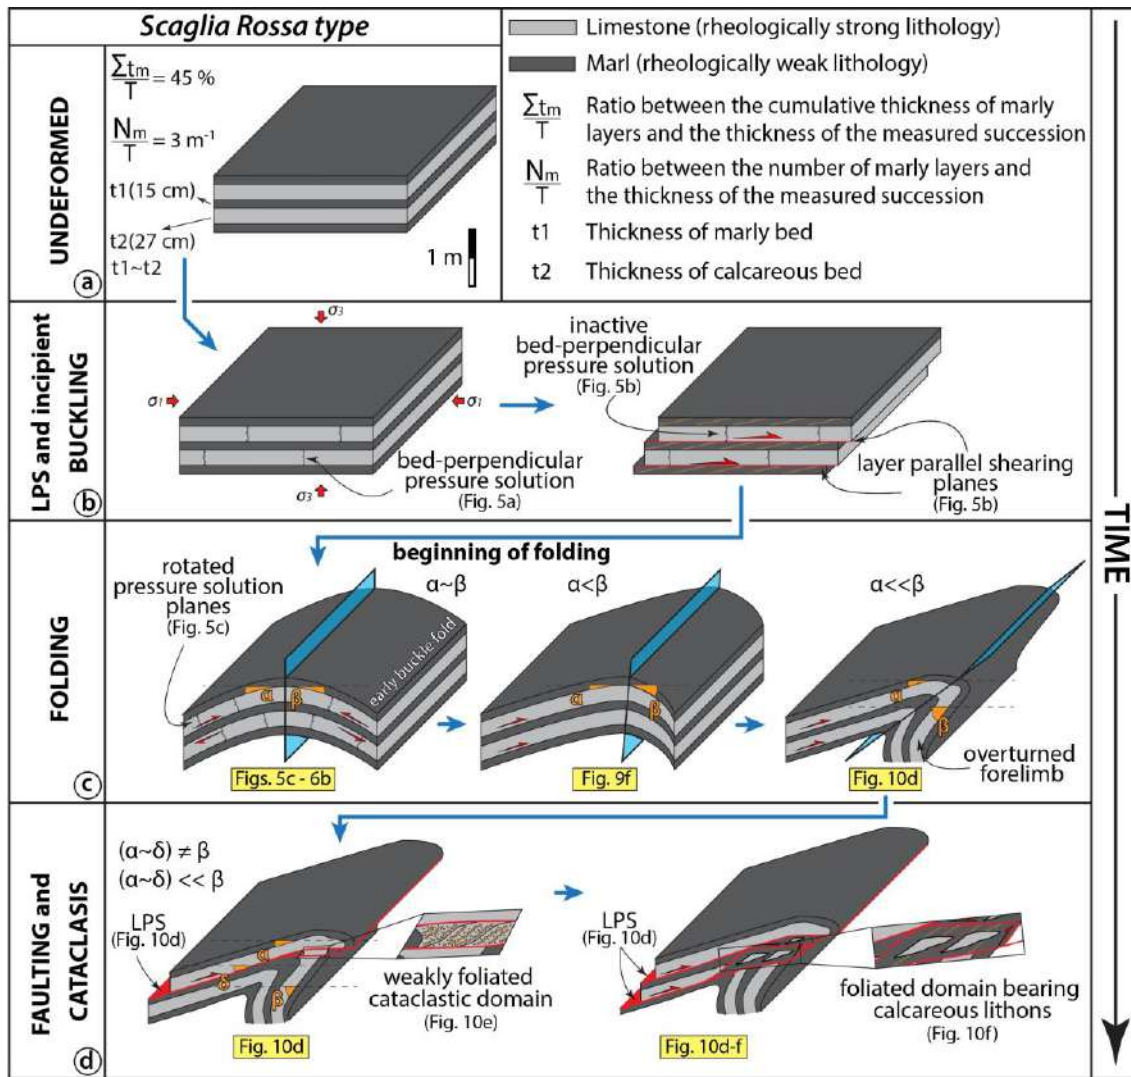 Scaglia Rossa type
Σtm
T
= 45 %
Nm
T
= 3 m⁻¹
t1(15 cm)
t2(27 cm)
t1~t2
1 m
UNDEFORMED
a
Limestone (rheologically strong lithology)
Marl (rheologically weak lithology)
Σtm
T
Ratio between the cumulative thickness of marly
layers and the thickness of the measured succession
Nm
T
Ratio between the number of marly layers and
the thickness of the measured succession
t1 Thickness of marly bed
t2 Thickness of calcareous bed
TIME
LPS and incipient
BUCKLING
b
σ3
σ1
σ1
σ3
bed-perpendicular
pressure solution
(Fig. 5a)
inactive
bed-perpendicular
pressure solution
(Fig. 5b)
layer parallel shearing
planes
(Fig. 5b)
FOLDING
c
beginning of folding
rotated
pressure solution
planes
(Fig. 5c)
α~β
α<β
α<<β
early buckle fold
α
β
α
β
α
β
overturned
forelimb
Figs. 5c - 6b
Fig. 9f
Fig. 10d
FAULTING and
CATACLASIS
d
(α~δ) ≠ β
(α~δ) << β
LPS
(Fig. 10d)
α
δ
β
weakly foliated
cataclastic domain
(Fig. 10e)
Fig. 10d
LPS
(Fig. 10d)
foliated domain bearing
calcareous lithons
(Fig. 10f)
Fig. 10d-f